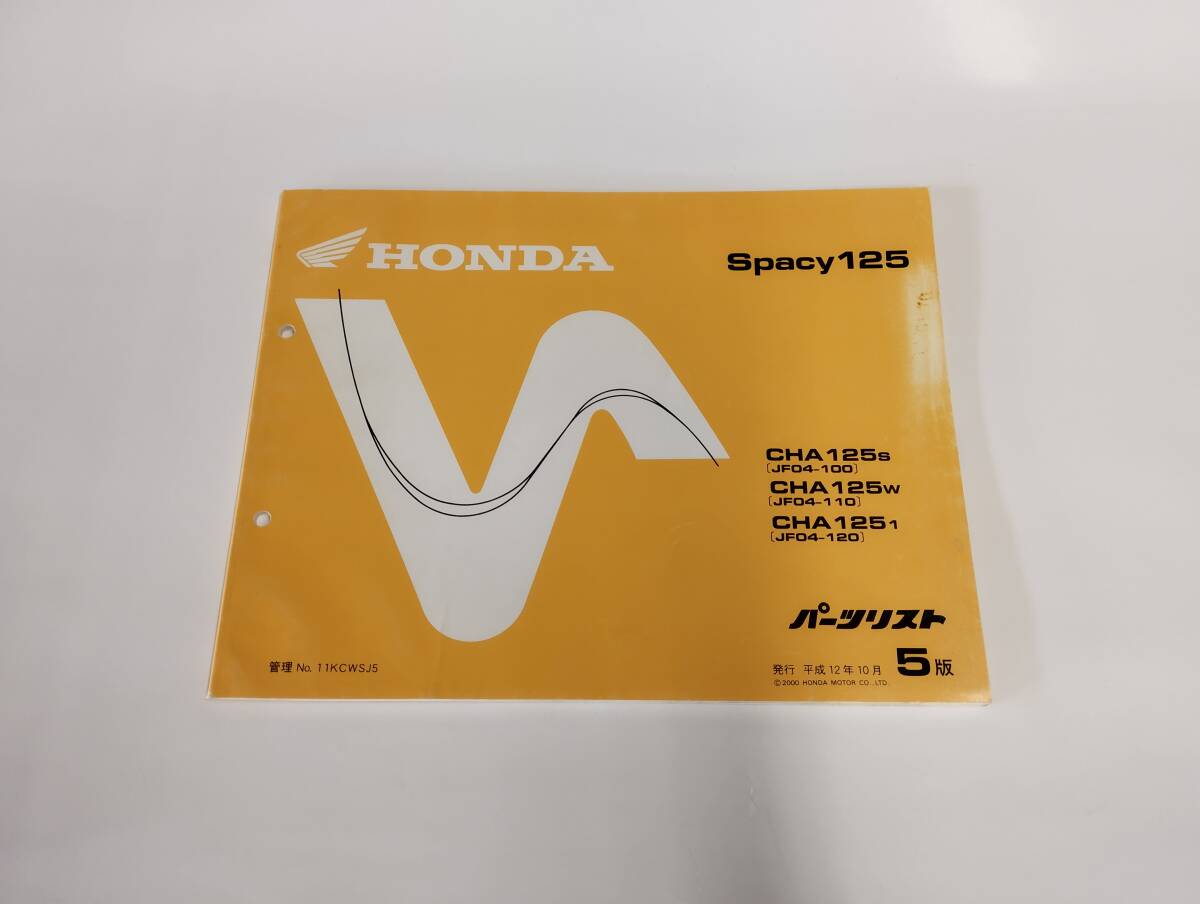 HONDA
Spacy125
CHA125S
〔JF04-100〕
CHA125W
〔JF04-110〕
CHA1251
〔JF04-120〕
パーツリスト
管理 No. 11KCWSJ5
発行 平成12年10月 5版
©2000 HONDA MOTOR CO.,LTD.